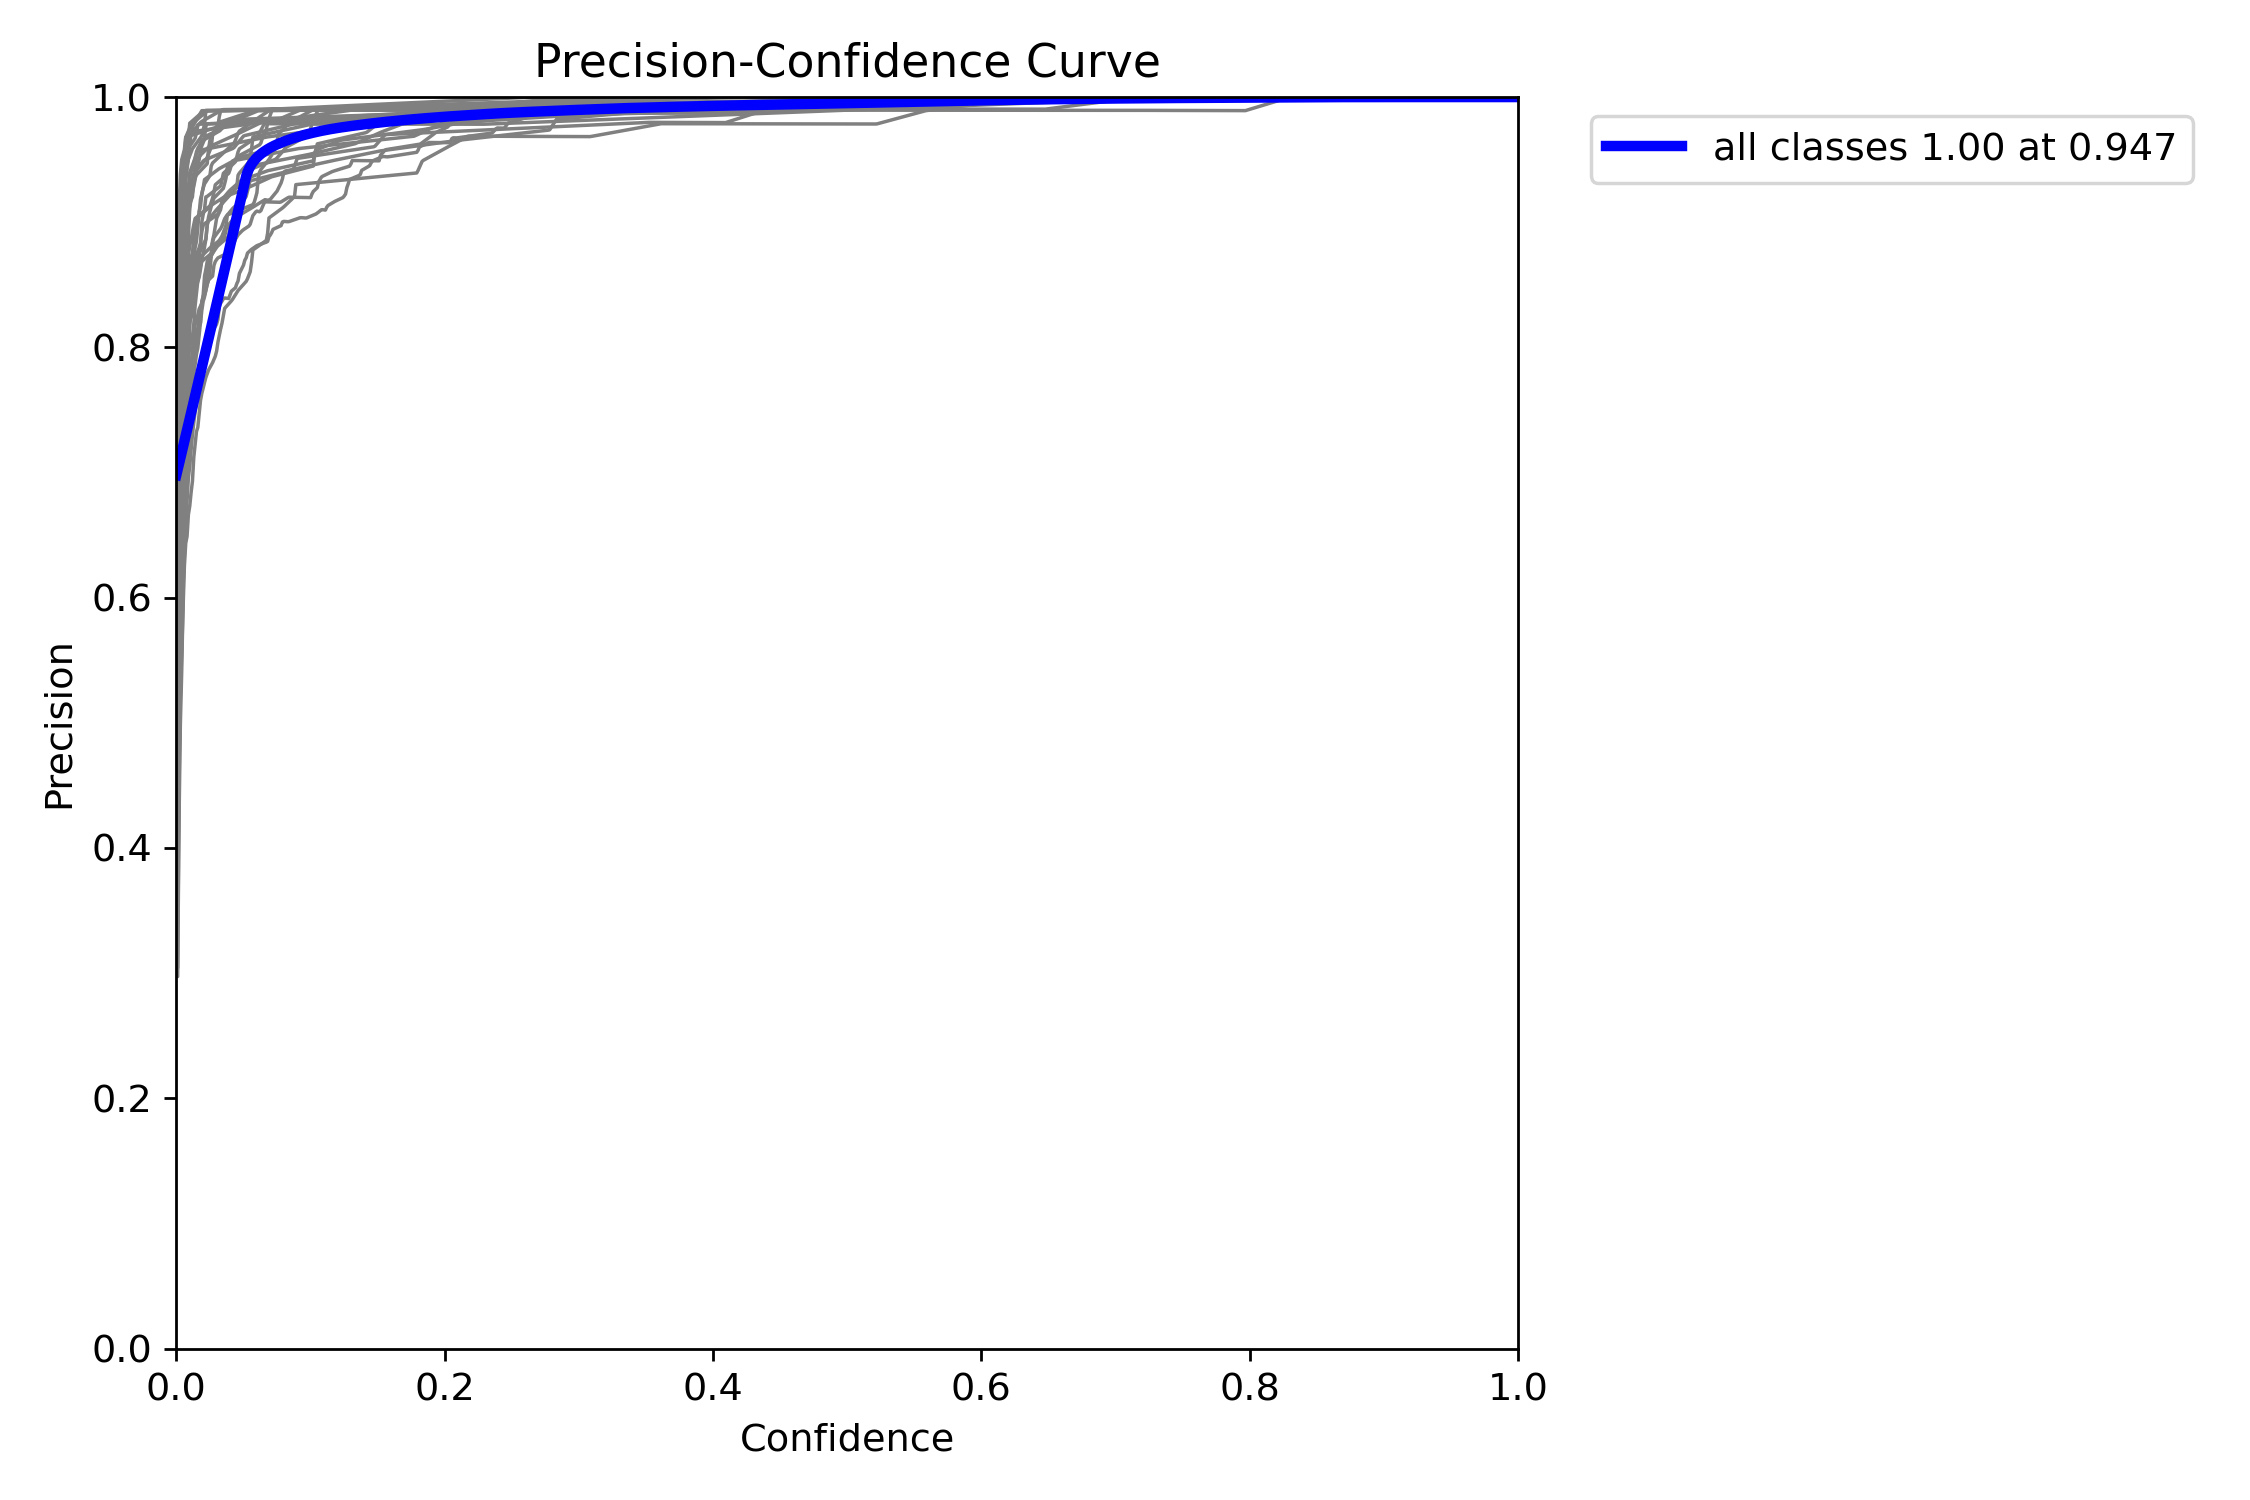 Precision-Confidence Curve
1.0
0.8
0.6
0.4
0.2
0.0
Precision
0.0 0.2 0.4 0.6 0.8 1.0
Confidence
all classes 1.00 at 0.947